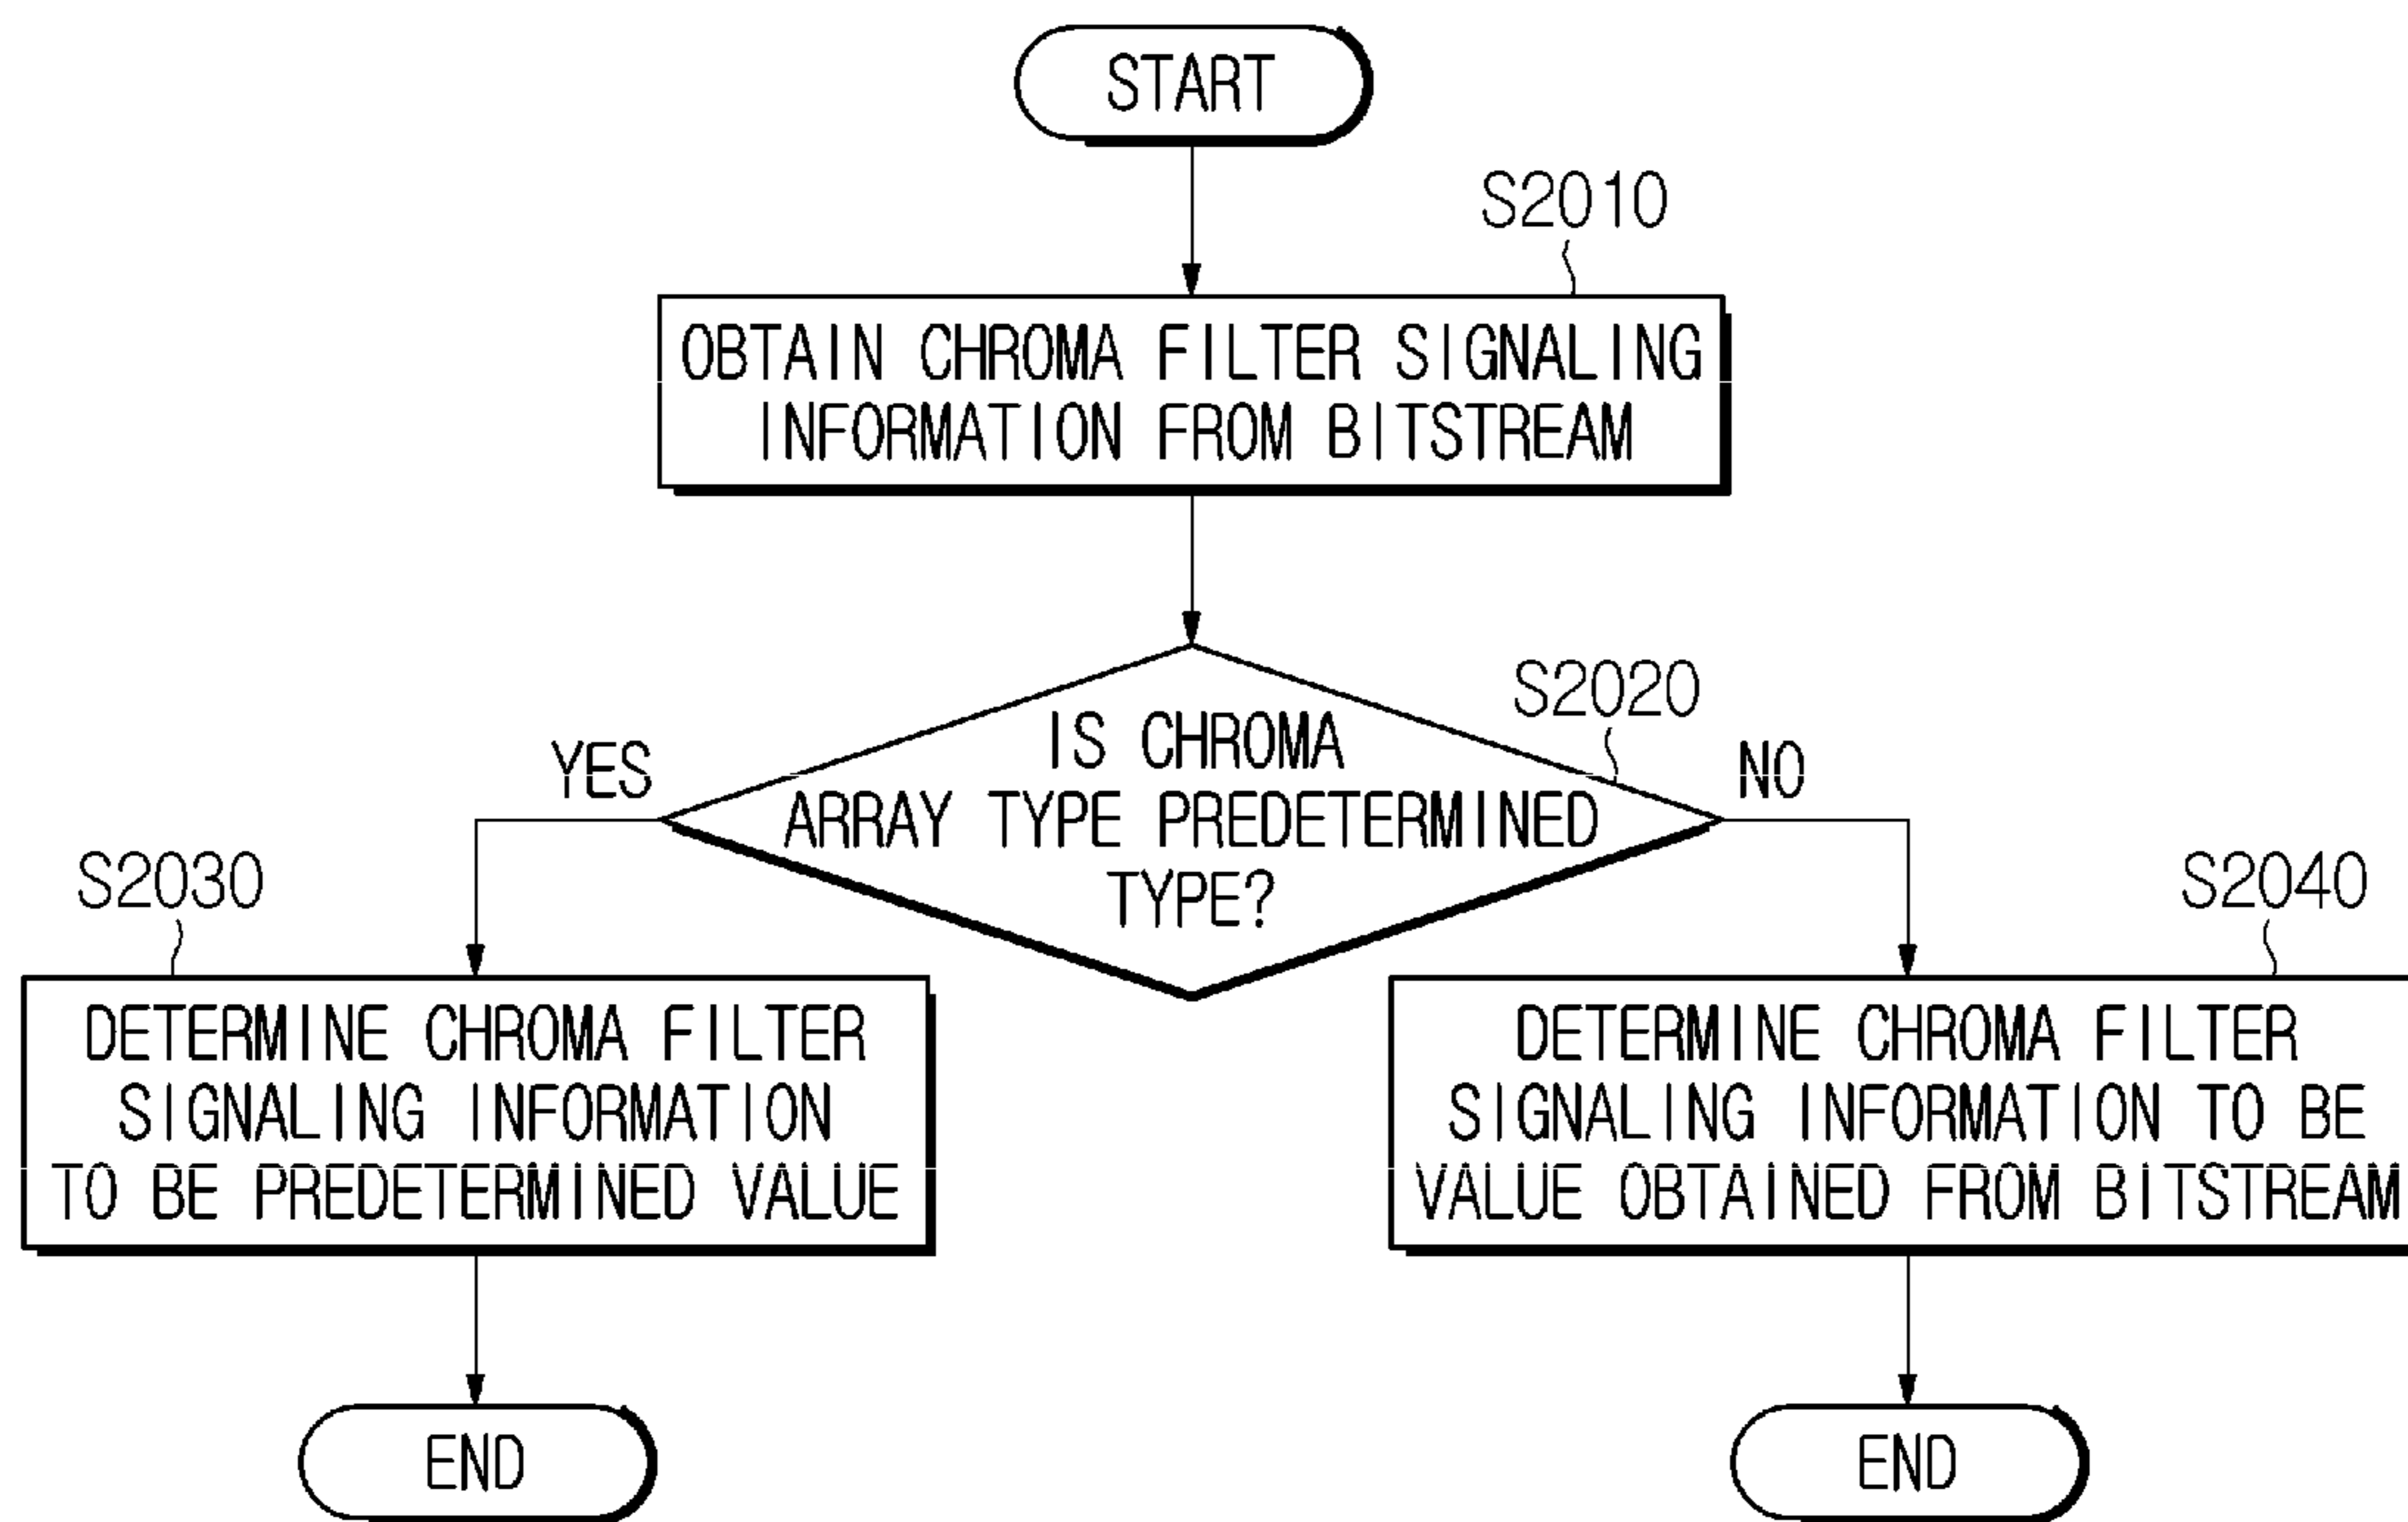 START
S2010
OBTAIN CHROMA FILTER SIGNALING
INFORMATION FROM BITSTREAM
S2020
IS CHROMA
ARRAY TYPE PREDETERMINED
TYPE?
YES
NO
S2030
DETERMINE CHROMA FILTER
SIGNALING INFORMATION
TO BE PREDETERMINED VALUE
S2040
DETERMINE CHROMA FILTER
SIGNALING INFORMATION TO BE
VALUE OBTAINED FROM BITSTREAM
END
END